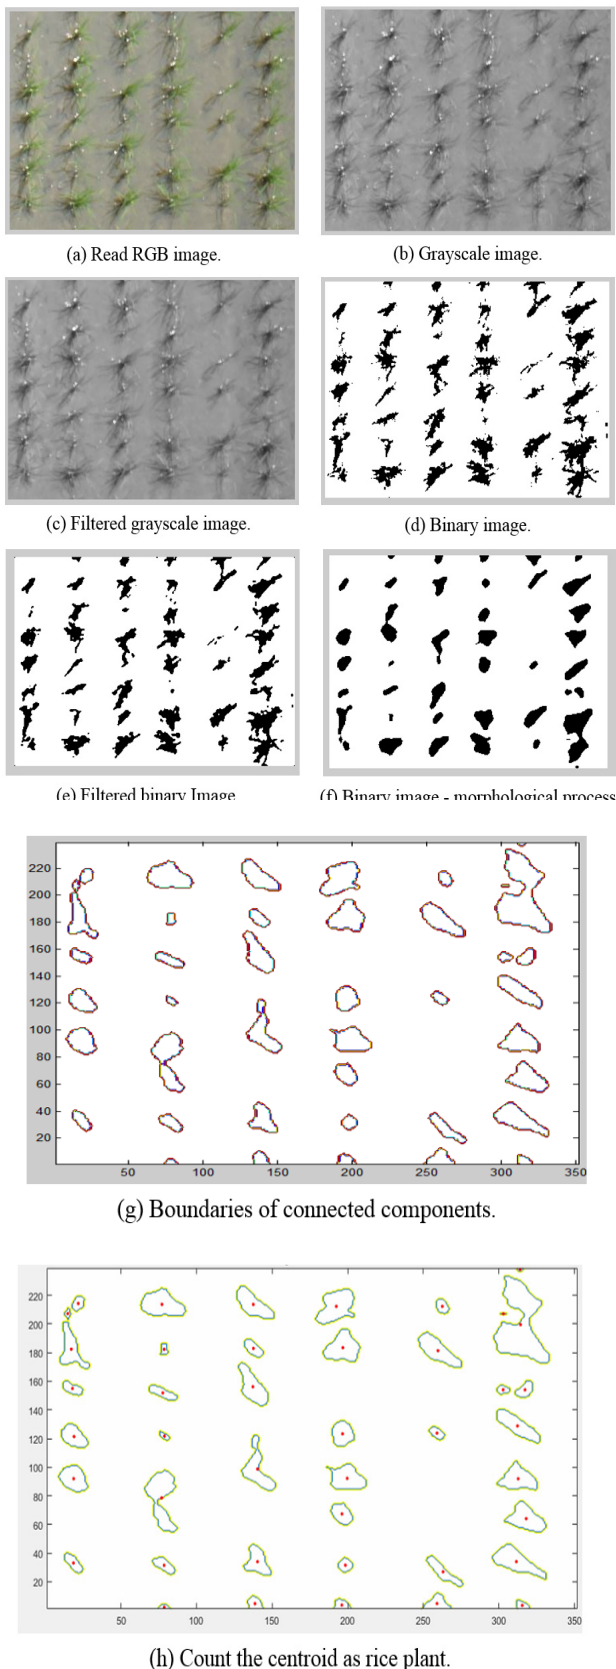 (a) Read RGB image.
(b) Grayscale image.
(c) Filtered grayscale image.
(d) Binary image.
(e) Filtered binary Image
(f) Binary image - morphological process
220
200
180
160
140
120
100
80
60
40
20
50 100 150 200 250 300 350
(g) Boundaries of connected components.
220
200
180
160
140
120
100
80
60
40
20
50 100 150 200 250 300 350
(h) Count the centroid as rice plant.